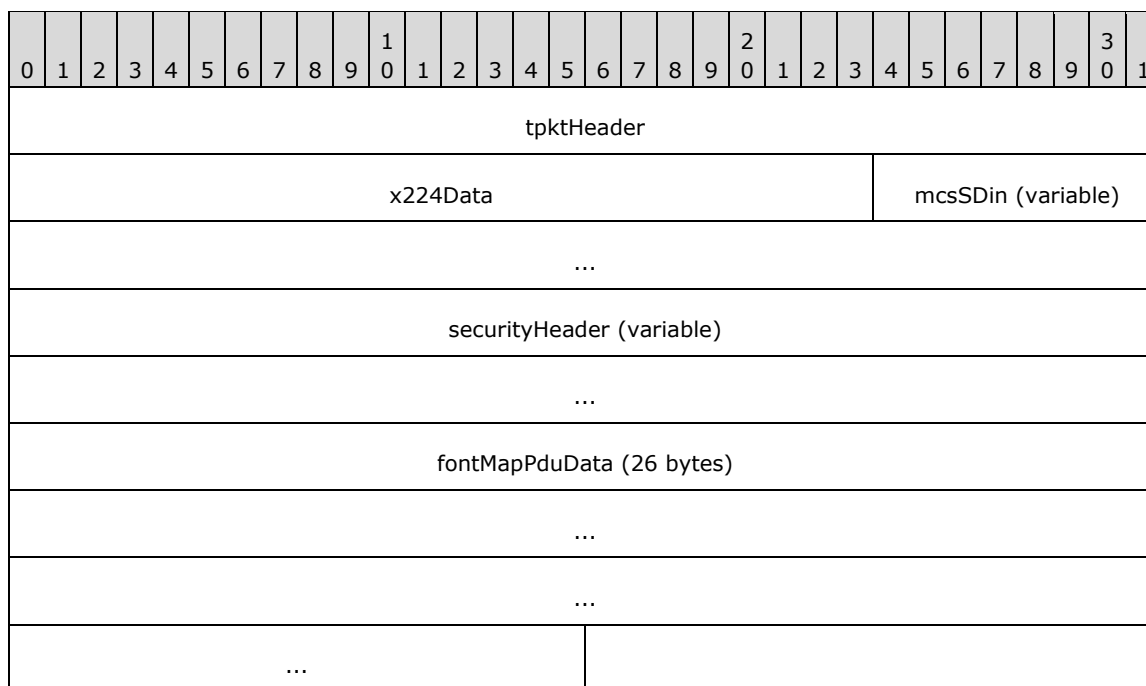 1 2 3
0 1 2 3 4 5 6 7 8 9 0 1 2 3 4 5 6 7 8 9 0 1 2 3 4 5 6 7 8 9 0 1
tpktHeader
x224Data mcsSDin (variable)
...
securityHeader (variable)
...
fontMapPduData (26 bytes)
...
...
...